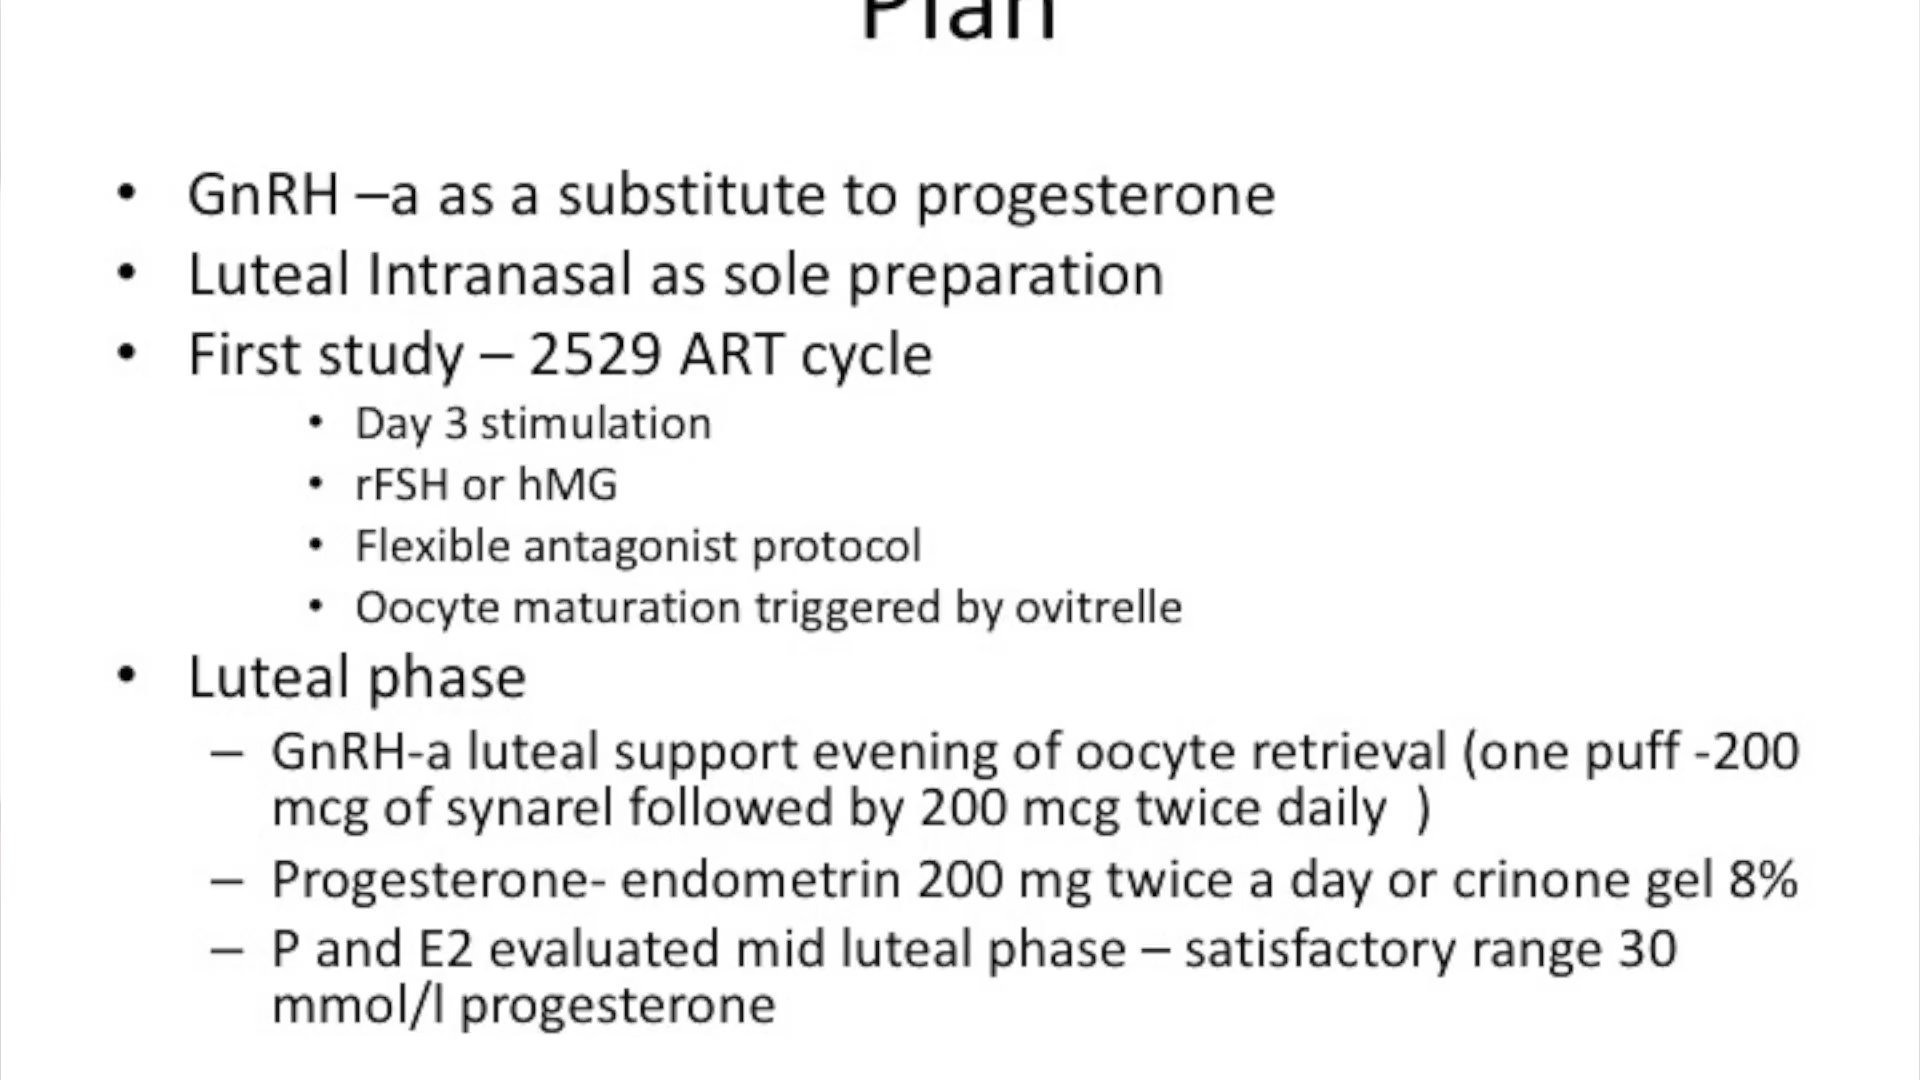 Plan
• GnRH –a as a substitute to progesterone
• Luteal Intranasal as sole preparation
• First study – 2529 ART cycle
• Day 3 stimulation
• rFSH or hMG
• Flexible antagonist protocol
• Oocyte maturation triggered by ovitrelle
• Luteal phase
– GnRH-a luteal support evening of oocyte retrieval (one puff -200
mcg of synarel followed by 200 mcg twice daily )
– Progesterone- endometrin 200 mg twice a day or crinone gel 8%
– P and E2 evaluated mid luteal phase – satisfactory range 30
mmol/l progesterone